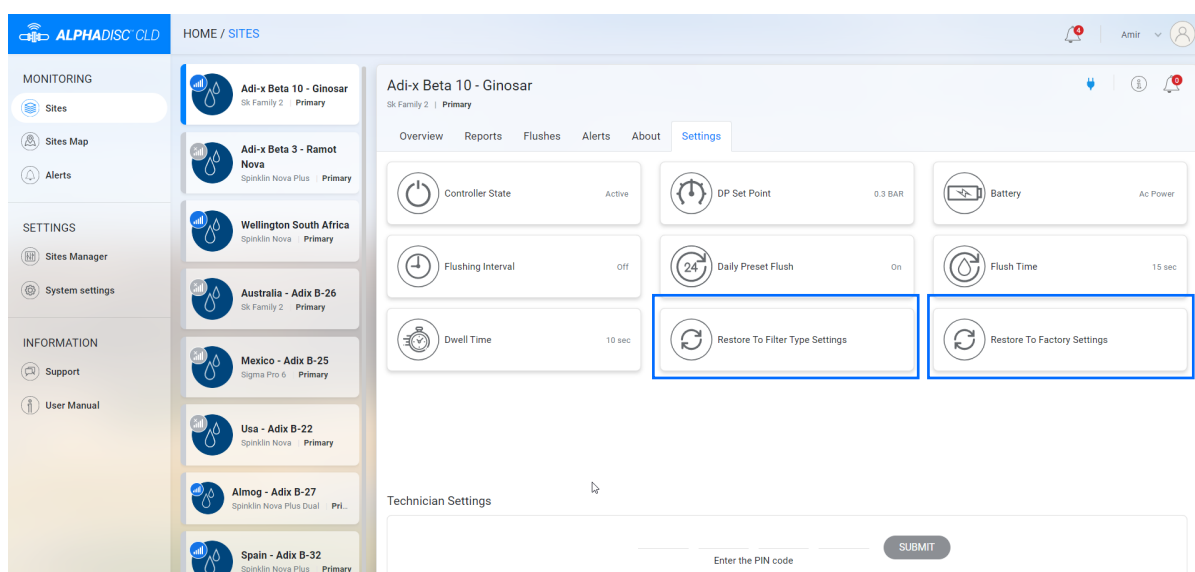 ALPHADISC™CLD
HOME / SITES
4
Amir
MONITORING
Sites
Sites Map
Alerts
SETTINGS
Sites Manager
System settings
INFORMATION
Support
User Manual
Adi-x Beta 10 - Ginosar
Sk Family 2 | Primary
Adi-x Beta 3 - Ramot
Nova
Spinklin Nova Plus | Primary
Wellington South Africa
Spinklin Nova | Primary
Australia - Adix B-26
Sk Family 2 Primary
Mexico - Adix B-25
Sigma Pro 6 Primary
Usa - Adix B-22
Spinklin Nova | Primary
Almog - Adix B-27
Spinklin Nova Plus Dual | Pri...
Spain - Adix B-32
Spinklin Nova Plus Primary
Adi-x Beta 10 - Ginosar
Sk Family 2 | Primary
0
Overview Reports Flushes Alerts About Settings
Controller State Active
DP Set Point 0.3 BAR
Battery Ac Power
Flushing Interval Off
24 Daily Preset Flush On
Flush Time 15 sec
Dwell Time 10 sec
Restore To Filter Type Settings
Restore To Factory Settings
Technician Settings
Enter the PIN code
SUBMIT